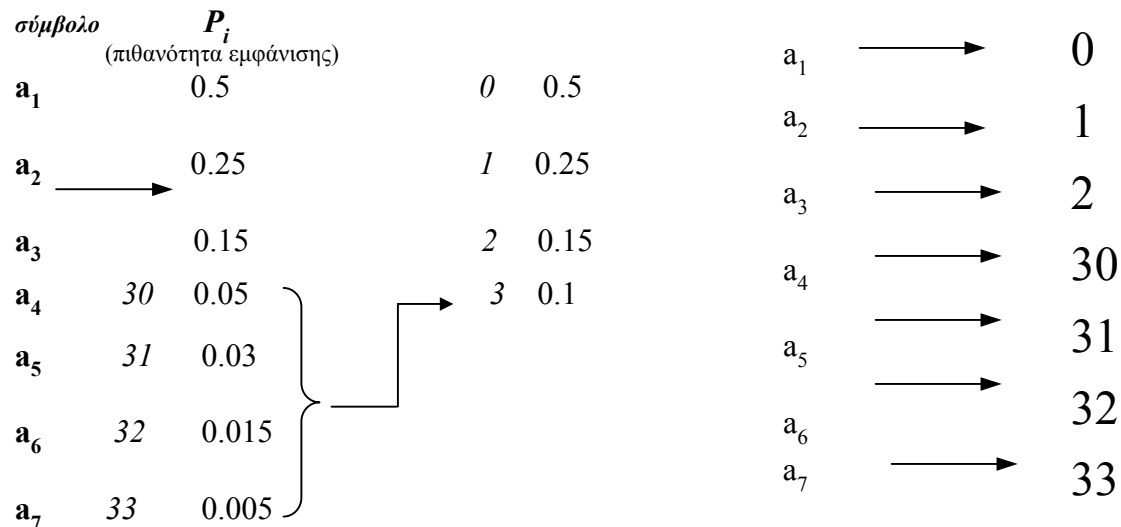 σύμβολο Pi
(πιθανότητα εμφάνισης)
a1 0.5 0 0.5
a2 0.25 1 0.25
a3 0.15 2 0.15
a4 30 0.05 3 0.1
a5 31 0.03
a6 32 0.015
a7 33 0.005
a1 0
a2 1
a3 2
a4 30
a5 31
a6 32
a7 33